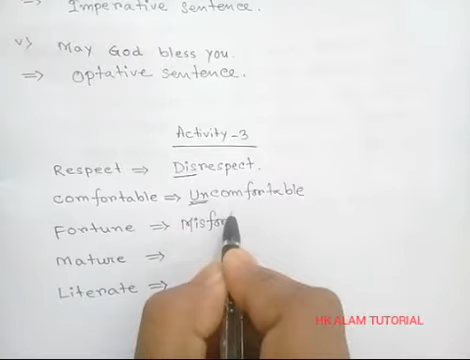 => Imperative sentence.
v) May God bless you.
=> Optative sentence.
Activity-3
Respect => Disrespect.
Comfortable => Uncomfortable
Fortune => Misfor
Mature =>
Literate =>
HK ALAM TUTORIAL